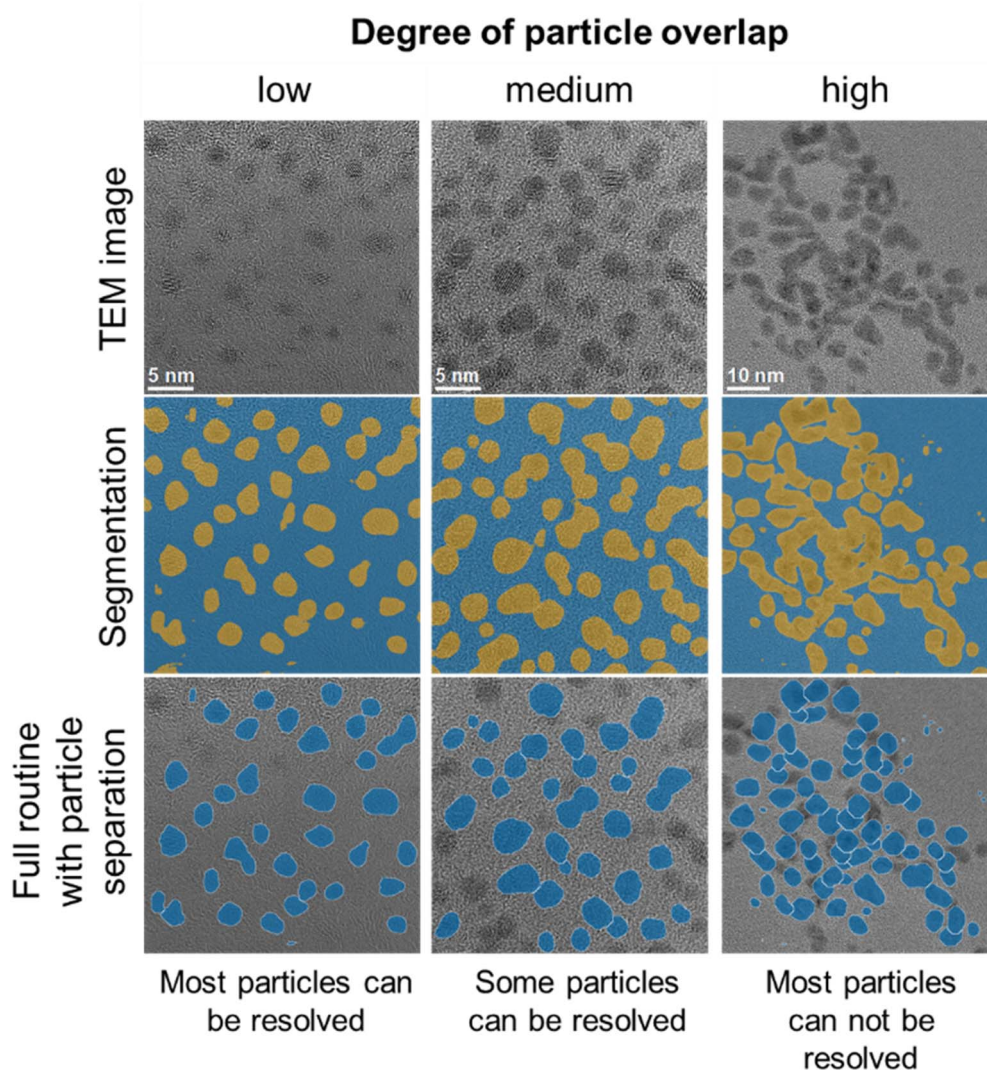 Degree of particle overlap
low
medium
high
TEM image
5 nm
5 nm
10 nm
Segmentation
Full routine
with particle
separation
Most particles can
be resolved
Some particles
can be resolved
Most particles
can not be
resolved